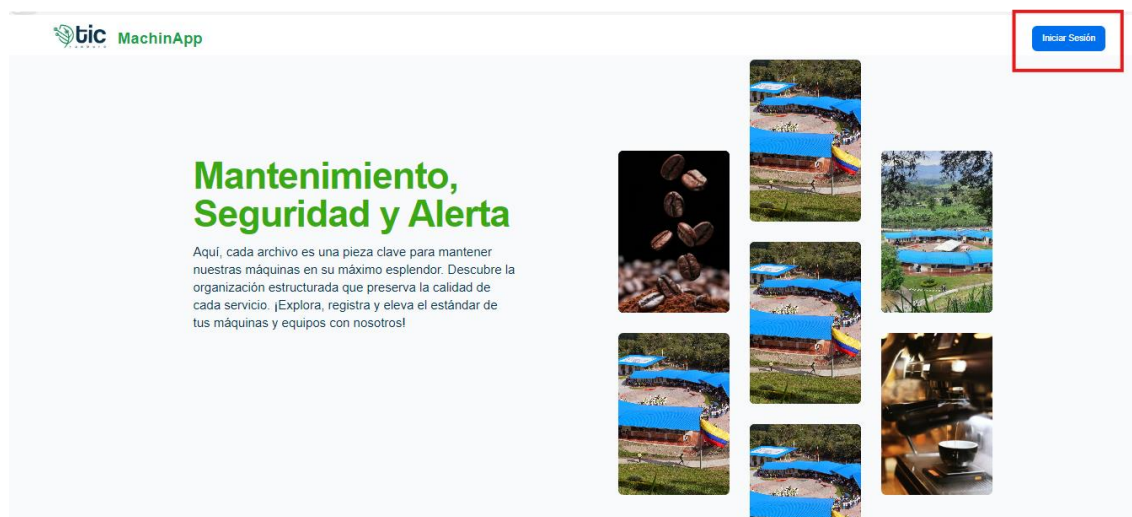 tic
MachinApp
Iniciar Sesión
Mantenimiento,
Seguridad y Alerta
Aquí, cada archivo es una pieza clave para mantener
nuestras máquinas en su máximo esplendor. Descubre la
organización estructurada que preserva la calidad de
cada servicio. ¡Explora, registra y eleva el estándar de
tus máquinas y equipos con nosotros!